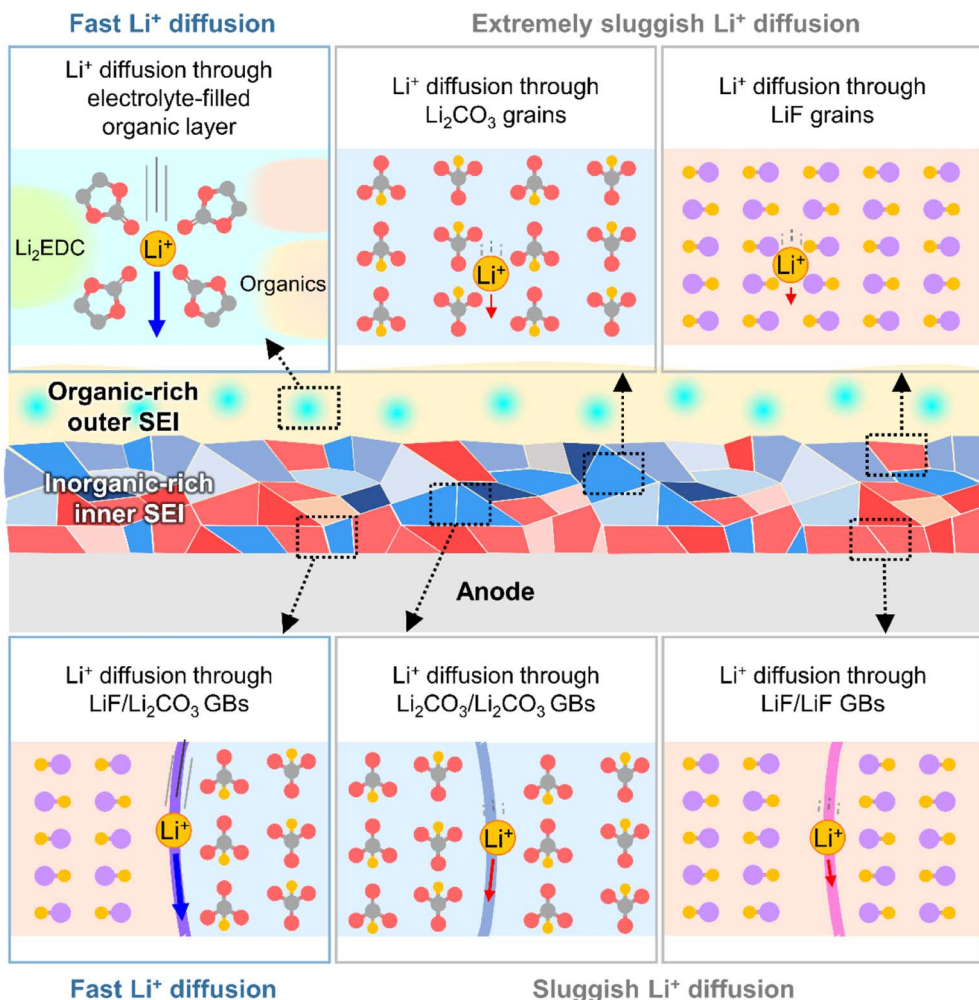 Fast Li⁺ diffusion
Extremely sluggish Li⁺ diffusion
Li⁺ diffusion through
electrolyte-filled
organic layer
Li₂EDC
Li⁺
Organics
Li⁺ diffusion through
Li₂CO₃ grains
Li⁺
Li⁺ diffusion through
LiF grains
Li⁺
Organic-rich
outer SEI
Inorganic-rich
inner SEI
Anode
Li⁺ diffusion through
LiF/Li₂CO₃ GBs
Li⁺
Li⁺ diffusion through
Li₂CO₃/Li₂CO₃ GBs
Li⁺
Li⁺ diffusion through
LiF/LiF GBs
Li⁺
Fast Li⁺ diffusion
Sluggish Li⁺ diffusion